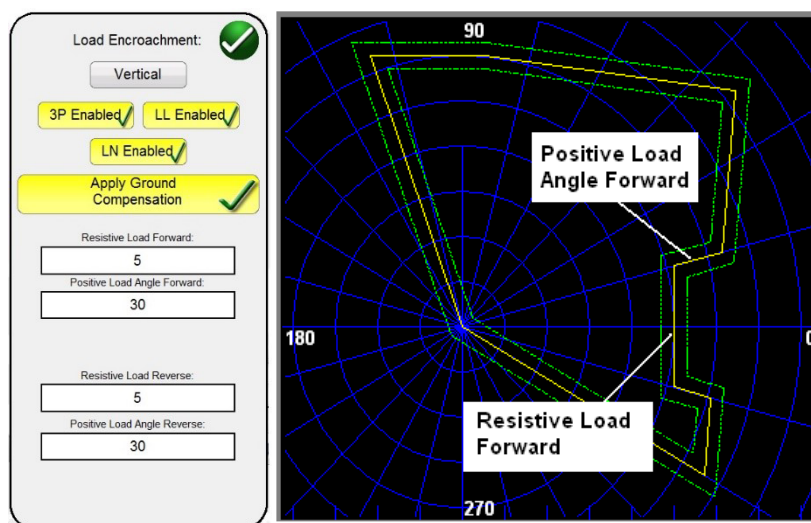 Load Encroachment:
Vertical
3P Enabled
LL Enabled
LN Enabled
Apply Ground
Compensation
Resistive Load Forward:
5
Positive Load Angle Forward:
30
Resistive Load Reverse:
5
Positive Load Angle Reverse:
30
90
Positive Load
Angle Forward
180
0
Resistive Load
Forward
270